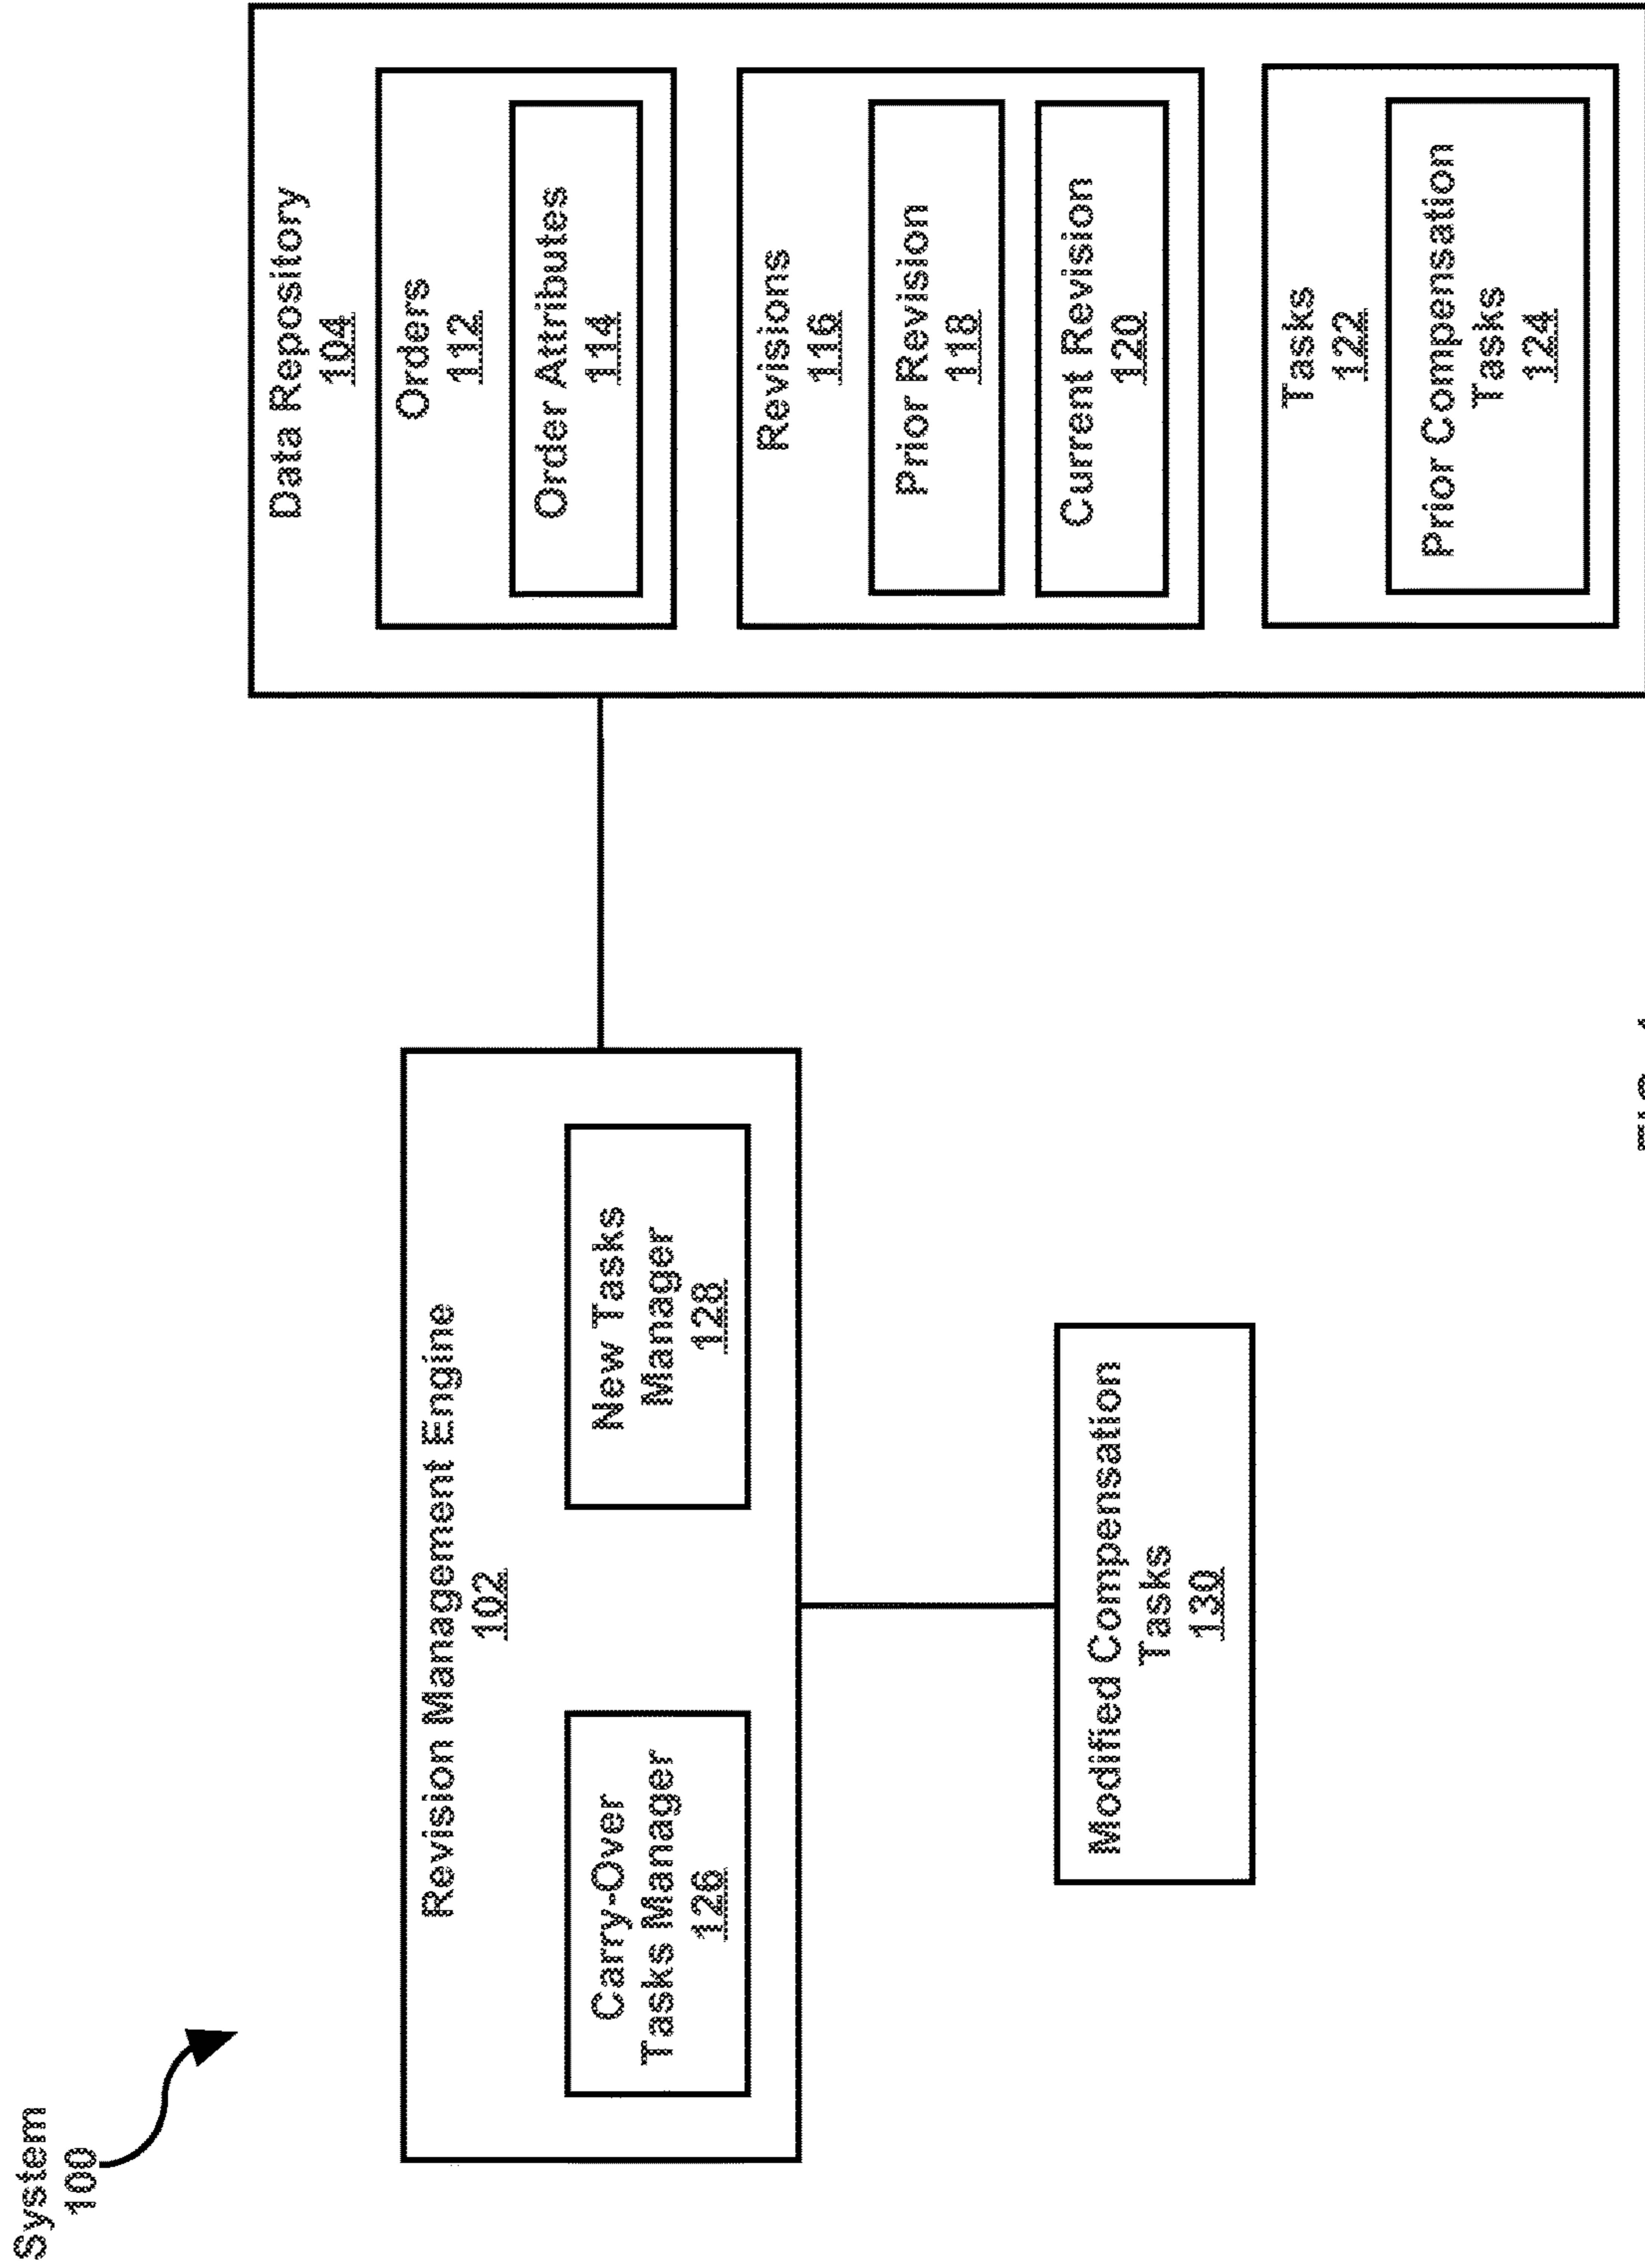 System
100
Revision Management Engine
102
Carry-Over
Tasks Manager
126
New Tasks
Manager
128
Modified Compensation
Tasks
130
Data Repository
104
Orders
112
Order Attributes
114
Revisions
116
Prior Revision
118
Current Revision
120
Tasks
122
Prior Compensation
Tasks
124